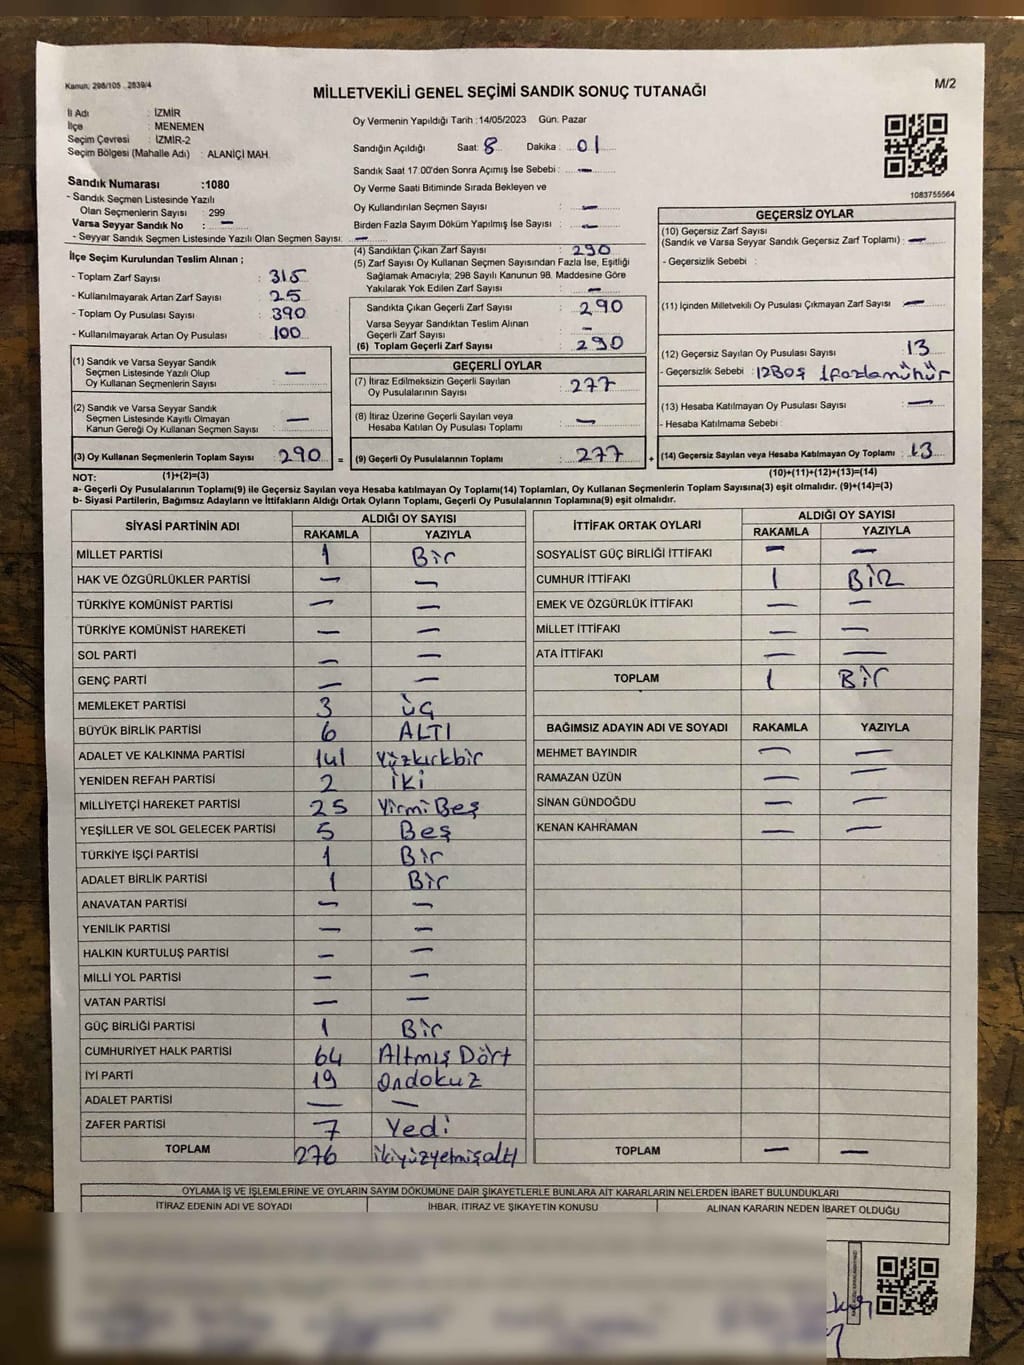 Kanun: 298/105 , 2839/4
M/2
MİLLETVEKİLİ GENEL SEÇİMİ SANDIK SONUÇ TUTANAĞI
İl Adı : İZMİR
İlçe : MENEMEN
Seçim Çevresi : İZMİR-2
Seçim Bölgesi (Mahalle Adı) : ALANİÇİ MAH.
Sandık Numarası :1080
- Sandık Seçmen Listesinde Yazılı
Olan Seçmenlerin Sayısı : 299
Varsa Seyyar Sandık No : —
- Seyyar Sandık Seçmen Listesinde Yazılı Olan Seçmen Sayısı: —
İlçe Seçim Kurulundan Teslim Alınan ;
- Toplam Zarf Sayısı : 315
- Kullanılmayarak Artan Zarf Sayısı : 25
- Toplam Oy Pusulası Sayısı : 390
- Kullanılmayarak Artan Oy Pusulası : 100
(1) Sandık ve Varsa Seyyar Sandık
Seçmen Listesinde Yazılı Olup
Oy Kullanan Seçmenlerin Sayısı : —
(2) Sandık ve Varsa Seyyar Sandık
Seçmen Listesinde Kayıtlı Olmayan
Kanun Gereği Oy Kullanan Seçmen Sayısı : —
(3) Oy Kullanan Seçmenlerin Toplam Sayısı : 290 =
(1)+(2)=(3)
Oy Vermenin Yapıldığı Tarih :14/05/2023 Gün: Pazar
Sandığın Açıldığı Saat: 8 Dakika : 01
Sandık Saat 17.00'den Sonra Açımış İse Sebebi : —
Oy Verme Saati Bitiminde Sırada Bekleyen ve
Oy Kullandırılan Seçmen Sayısı : —
Birden Fazla Sayım Döküm Yapılmış İse Sayısı : —
(4) Sandıktan Çıkan Zarf Sayısı : 290
(5) Zarf Sayısı Oy Kullanan Seçmen Sayısından Fazla İse, Eşitliği
Sağlamak Amacıyla; 298 Sayılı Kanunun 98. Maddesine Göre
Yakılarak Yok Edilen Zarf Sayısı : —
Sandıkta Çıkan Geçerli Zarf Sayısı : 290
Varsa Seyyar Sandıktan Teslim Alınan
Geçerli Zarf Sayısı : —
(6) Toplam Geçerli Zarf Sayısı : 290
GEÇERLİ OYLAR
(7) İtiraz Edilmeksizin Geçerli Sayılan
Oy Pusulalarının Sayısı : 277
(8) İtiraz Üzerine Geçerli Sayılan veya
Hesaba Katılan Oy Pusulası Toplamı : —
(9) Geçerli Oy Pusulalarının Toplamı : 277 +
1083755564
GEÇERSİZ OYLAR
(10) Geçersiz Zarf Sayısı
(Sandık ve Varsa Seyyar Sandık Geçersiz Zarf Toplamı) : —
- Geçersizlik Sebebi :
(11) İçinden Milletvekili Oy Pusulası Çıkmayan Zarf Sayısı : —
(12) Geçersiz Sayılan Oy Pusulası Sayısı : 13
- Geçersizlik Sebebi : 12Boş 1fazlamühür
(13) Hesaba Katılmayan Oy Pusulası Sayısı : —
- Hesaba Katılmama Sebebi :
(14) Geçersiz Sayılan veya Hesaba Katılmayan Oy Toplamı : 13
(10)+(11)+(12)+(13)=(14)
NOT:
a- Geçerli Oy Pusulalarının Toplamı(9) ile Geçersiz Sayılan veya Hesaba katılmayan Oy Toplamı(14) Toplamları, Oy Kullanan Seçmenlerin Toplam Sayısına(3) eşit olmalıdır. (9)+(14)=(3)
b- Siyasi Partilerin, Bağımsız Adayların ve İttifakların Aldığı Ortak Oyların Toplamı, Geçerli Oy Pusulalarının Toplamına(9) eşit olmalıdır.
SİYASİ PARTİNİN ADI ALDIĞI OY SAYISI
RAKAMLA YAZIYLA
MİLLET PARTİSİ 1 Bir
HAK VE ÖZGÜRLÜKLER PARTİSİ — —
TÜRKİYE KOMÜNİST PARTİSİ — —
TÜRKİYE KOMÜNİST HAREKETİ — —
SOL PARTİ — —
GENÇ PARTİ — —
MEMLEKET PARTİSİ 3 üç
BÜYÜK BİRLİK PARTİSİ 6 ALTI
ADALET VE KALKINMA PARTİSİ 141 Yüzkırkbir
YENİDEN REFAH PARTİSİ 2 iki
MİLLİYETÇİ HAREKET PARTİSİ 25 Yirmi Beş
YEŞİLLER VE SOL GELECEK PARTİSİ 5 Beş
TÜRKİYE İŞÇİ PARTİSİ 1 Bir
ADALET BİRLİK PARTİSİ 1 Bir
ANAVATAN PARTİSİ — —
YENİLİK PARTİSİ — —
HALKIN KURTULUŞ PARTİSİ — —
MİLLİ YOL PARTİSİ — —
VATAN PARTİSİ — —
GÜÇ BİRLİĞİ PARTİSİ 1 Bir
CUMHURİYET HALK PARTİSİ 64 Altmış Dört
İYİ PARTİ 19 Ondokuz
ADALET PARTİSİ — —
ZAFER PARTİSİ 7 Yedi
TOPLAM 276 ikiyüzyetmişaltı
İTTİFAK ORTAK OYLARI ALDIĞI OY SAYISI
RAKAMLA YAZIYLA
SOSYALİST GÜÇ BİRLİĞİ İTTİFAKI — —
CUMHUR İTTİFAKI 1 BİR
EMEK VE ÖZGÜRLÜK İTTİFAKI — —
MİLLET İTTİFAKI — —
ATA İTTİFAKI — —
TOPLAM 1 Bir
BAĞIMSIZ ADAYIN ADI VE SOYADI RAKAMLA YAZIYLA
MEHMET BAYINDIR — —
RAMAZAN ÜZÜN — —
SİNAN GÜNDOĞDU — —
KENAN KAHRAMAN — —
TOPLAM — —
OYLAMA İŞ VE İŞLEMLERİNE VE OYLARIN SAYIM DÖKÜMÜNE DAİR ŞİKAYETLERLE BUNLARA AİT KARARLARIN NELERDEN İBARET BULUNDUKLARI
İTİRAZ EDENİN ADI VE SOYADI İHBAR, İTİRAZ VE ŞİKAYETİN KONUSU ALINAN KARARIN NEDEN İBARET OLDUĞU